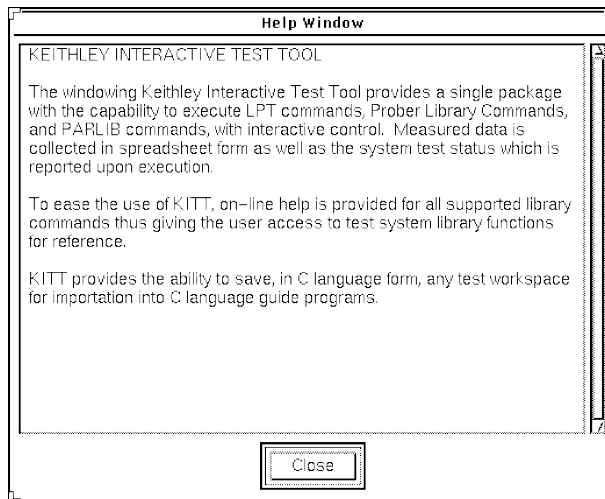 Help Window
KEITHLEY INTERACTIVE TEST TOOL
The windowing Keithley Interactive Test Tool provides a single package
with the capability to execute LPT commands, Prober Library Commands,
and PARLIB commands, with interactive control.  Measured data is
collected in spreadsheet form as well as the system test status which is
reported upon execution.
To ease the use of KITT, on-line help is provided for all supported library
commands thus giving the user access to test system library functions
for reference.
KITT provides the ability to save, in C language form, any test workspace
for importation into C language guide programs.
Close